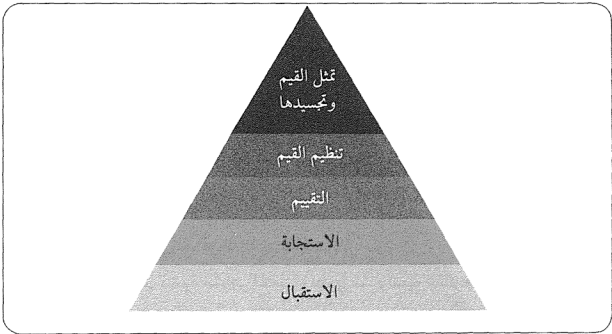 تمثل القيم
وتجسيدها
تنظيم القيم
التقييم
الاستجابة
الاستقبال